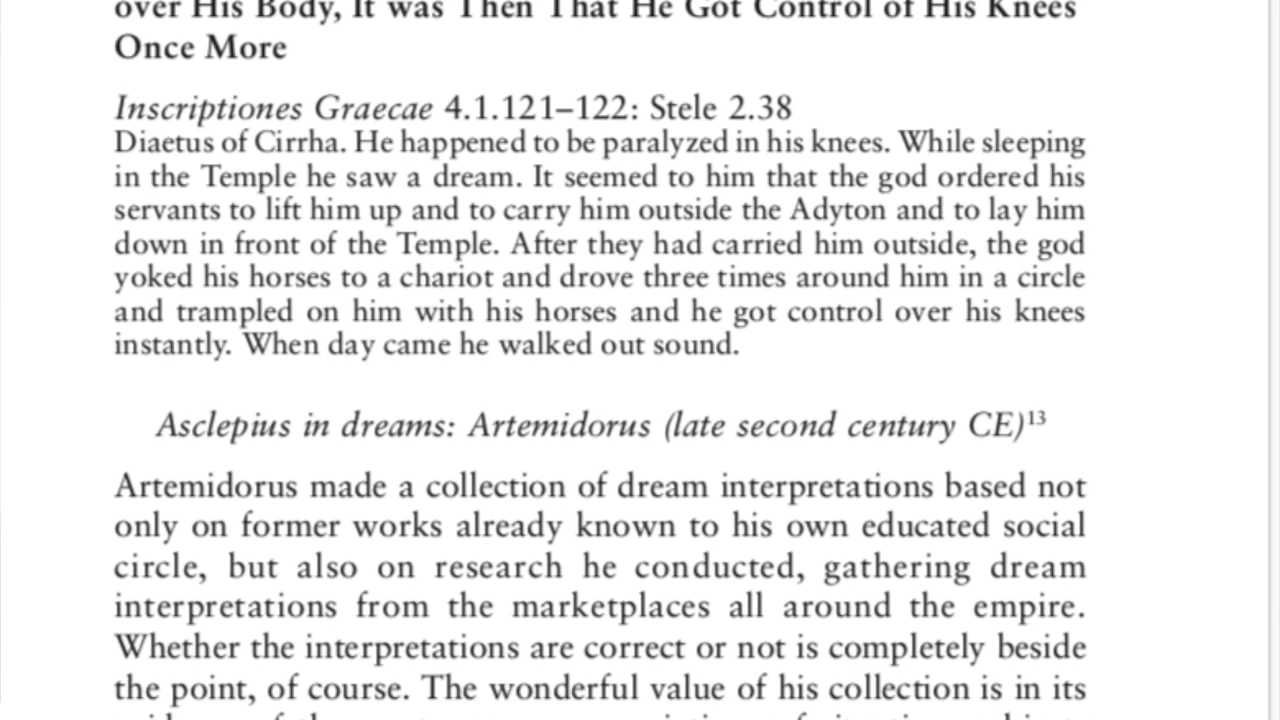 over His Body, It was Then That He Got Control of His Knees
Once More
Inscriptiones Graecae 4.1.121–122: Stele 2.38
Diaetus of Cirrha. He happened to be paralyzed in his knees. While sleeping
in the Temple he saw a dream. It seemed to him that the god ordered his
servants to lift him up and to carry him outside the Adyton and to lay him
down in front of the Temple. After they had carried him outside, the god
yoked his horses to a chariot and drove three times around him in a circle
and trampled on him with his horses and he got control over his knees
instantly. When day came he walked out sound.
Asclepius in dreams: Artemidorus (late second century CE)13
Artemidorus made a collection of dream interpretations based not
only on former works already known to his own educated social
circle, but also on research he conducted, gathering dream
interpretations from the marketplaces all around the empire.
Whether the interpretations are correct or not is completely beside
the point, of course. The wonderful value of his collection is in its